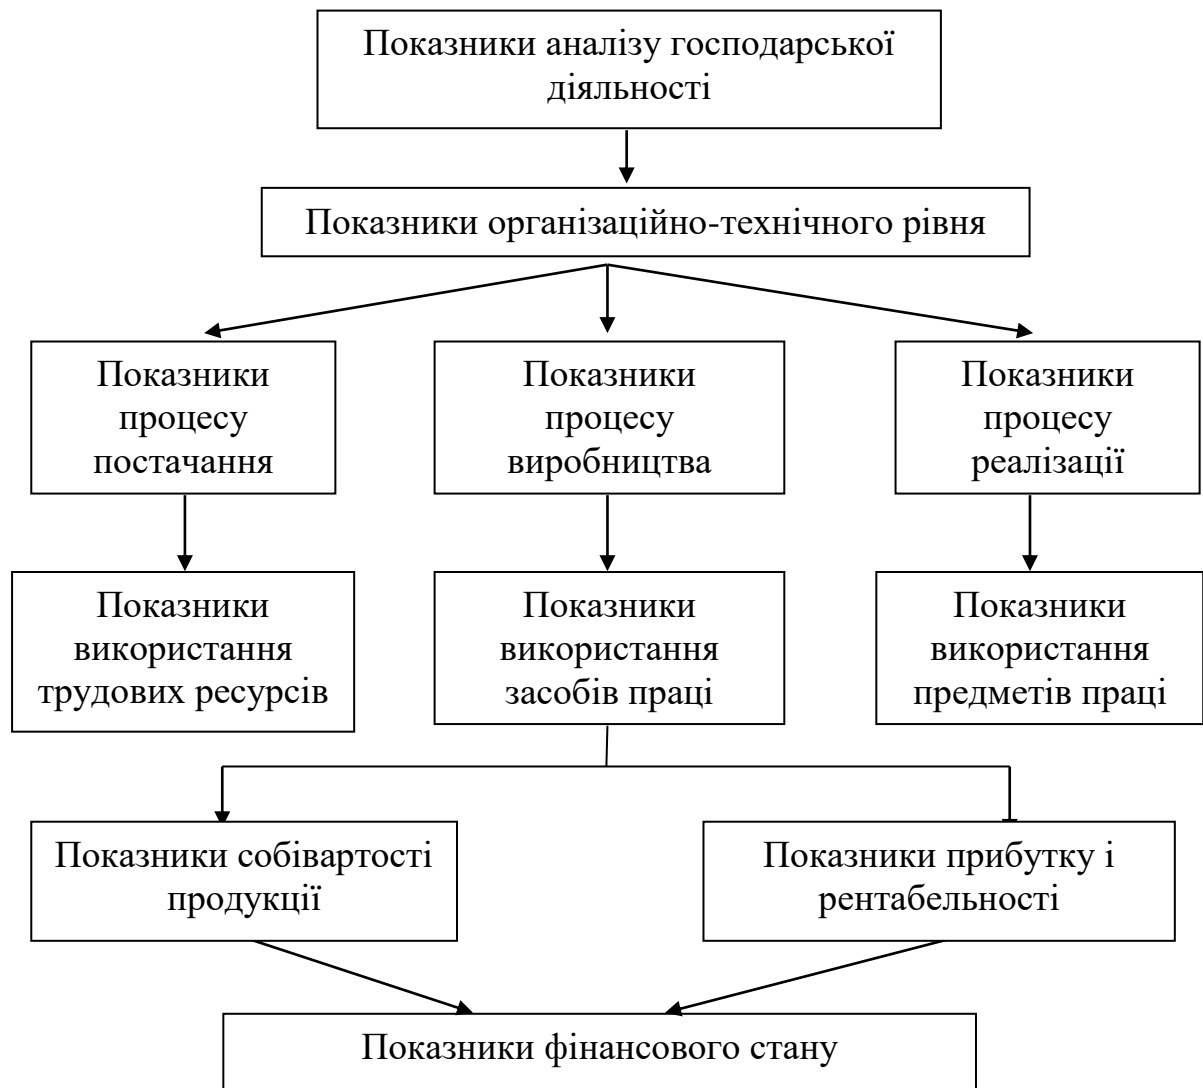 Показники аналізу господарської
діяльності
Показники організаційно-технічного рівня
Показники
процесу
постачання
Показники
процесу
виробництва
Показники
процесу
реалізації
Показники
використання
трудових ресурсів
Показники
використання
засобів праці
Показники
використання
предметів праці
Показники собівартості
продукції
Показники прибутку і
рентабельності
Показники фінансового стану